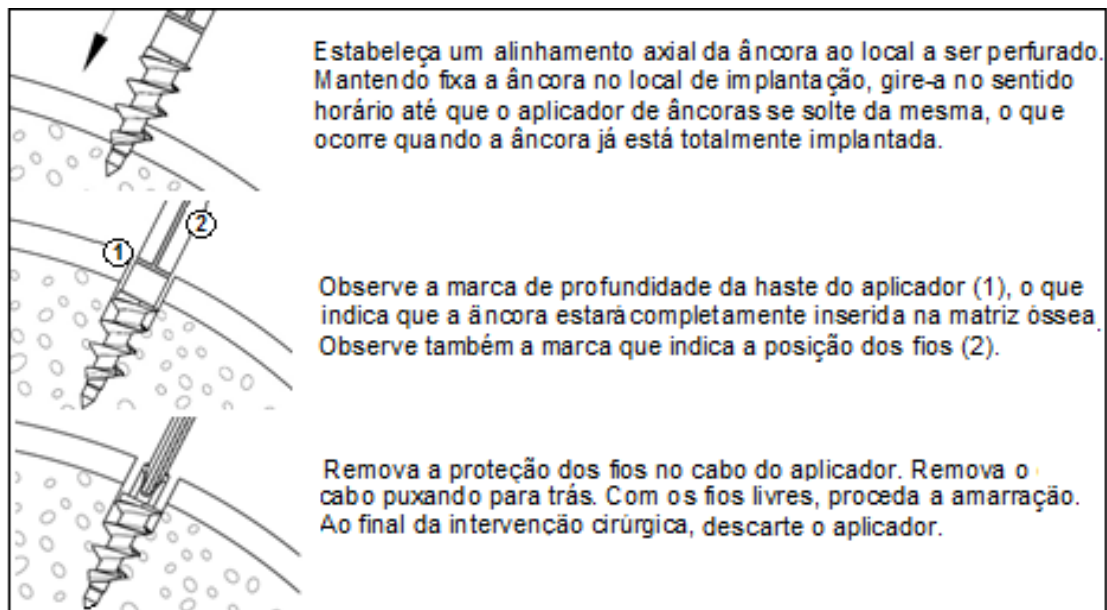 Estabeleça um alinhamento axial da âncora ao local a ser perfurado.
Mantendo fixa a âncora no local de implantação, gire-a no sentido
horário até que o aplicador de âncoras se solte da mesma, o que
ocorre quando a âncora já está totalmente implantada.
1
2
Observe a marca de profundidade da haste do aplicador (1), o que
indica que a âncora estará completamente inserida na matriz óssea.
Observe também a marca que indica a posição dos fios (2).
Remova a proteção dos fios no cabo do aplicador. Remova o
cabo puxando para trás. Com os fios livres, proceda a amarração.
Ao final da intervenção cirúrgica, descarte o aplicador.